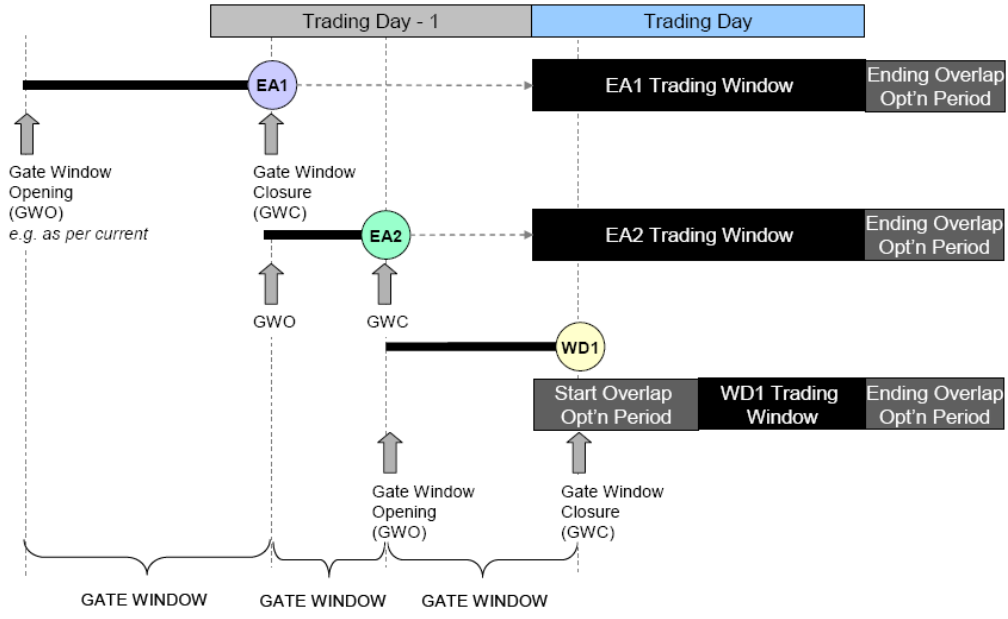 Trading Day - 1
Trading Day
EA1
EA1 Trading Window
Ending Overlap
Opt'n Period
Gate Window
Opening
(GWO)
e.g. as per current
Gate Window
Closure
(GWC)
EA2
EA2 Trading Window
Ending Overlap
Opt'n Period
GWO
GWC
WD1
Start Overlap
Opt'n Period
WD1 Trading
Window
Ending Overlap
Opt'n Period
Gate Window
Opening
(GWO)
Gate Window
Closure
(GWC)
GATE WINDOW
GATE WINDOW
GATE WINDOW